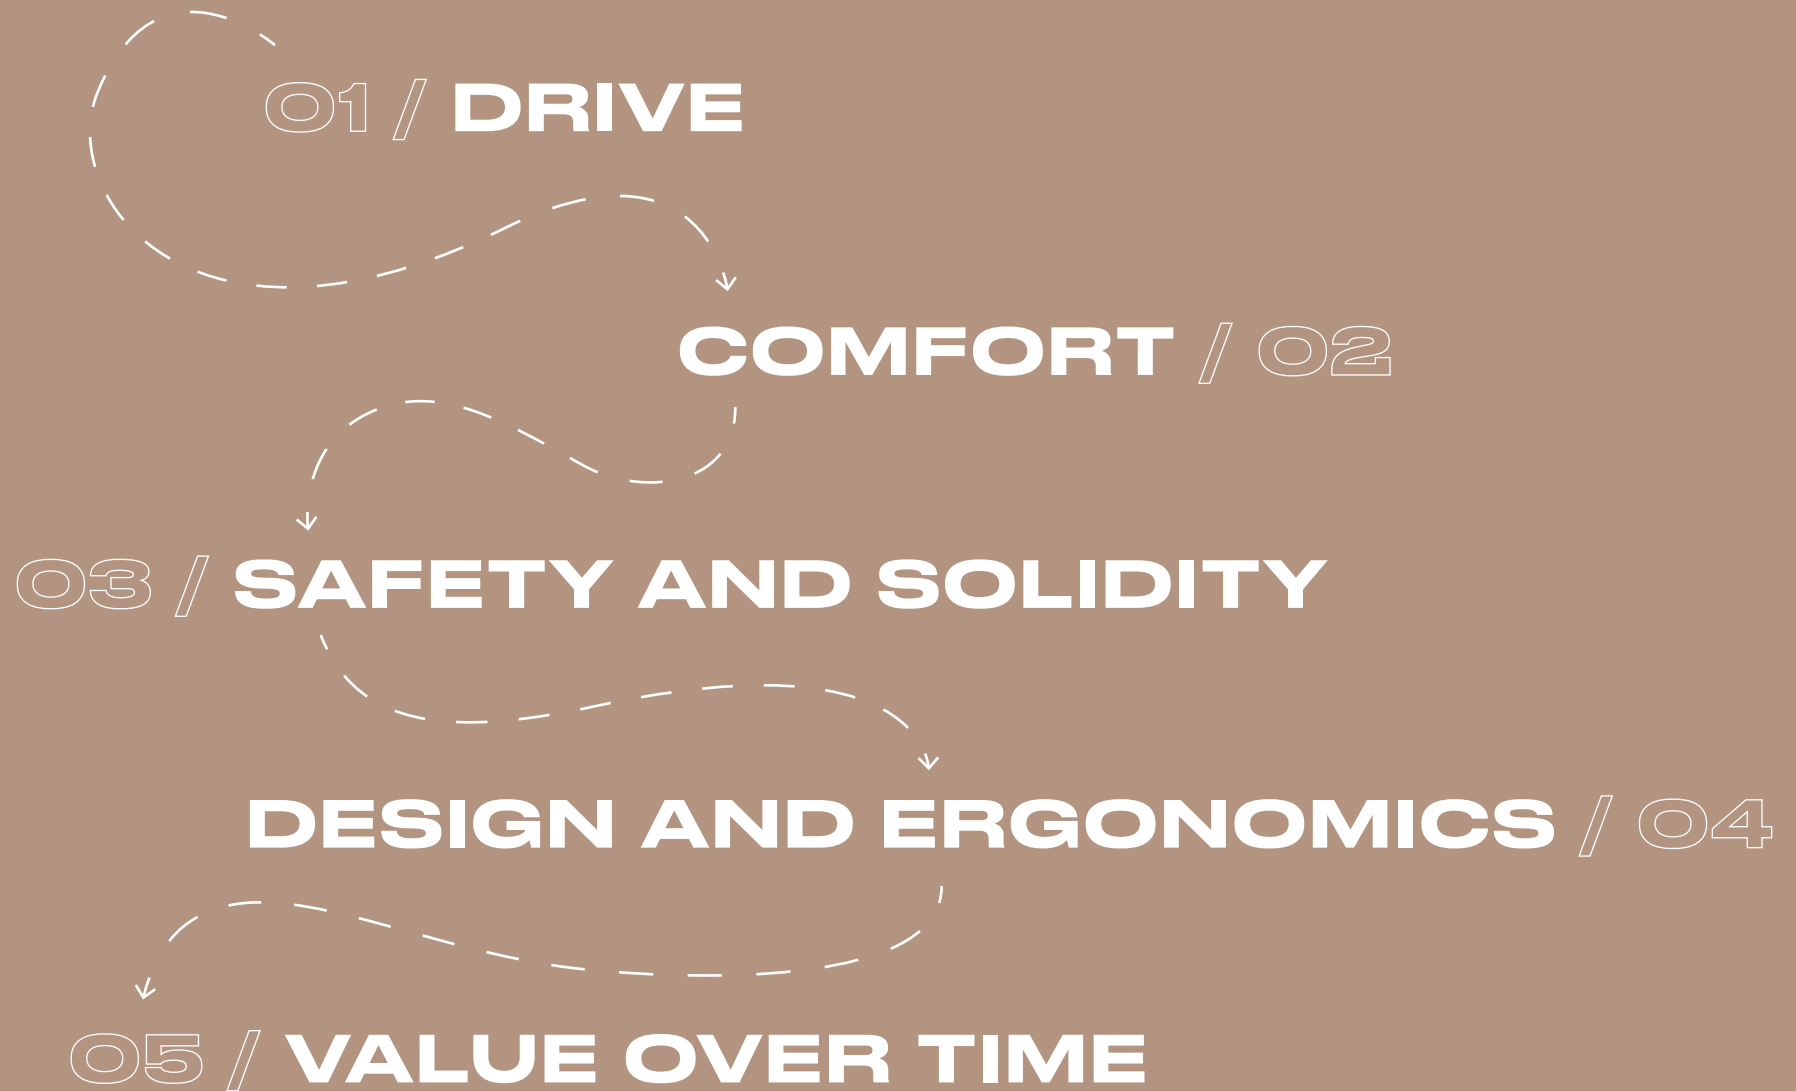 01 / DRIVE
COMFORT / 02
03 / SAFETY AND SOLIDITY
DESIGN AND ERGONOMICS / 04
05 / VALUE OVER TIME